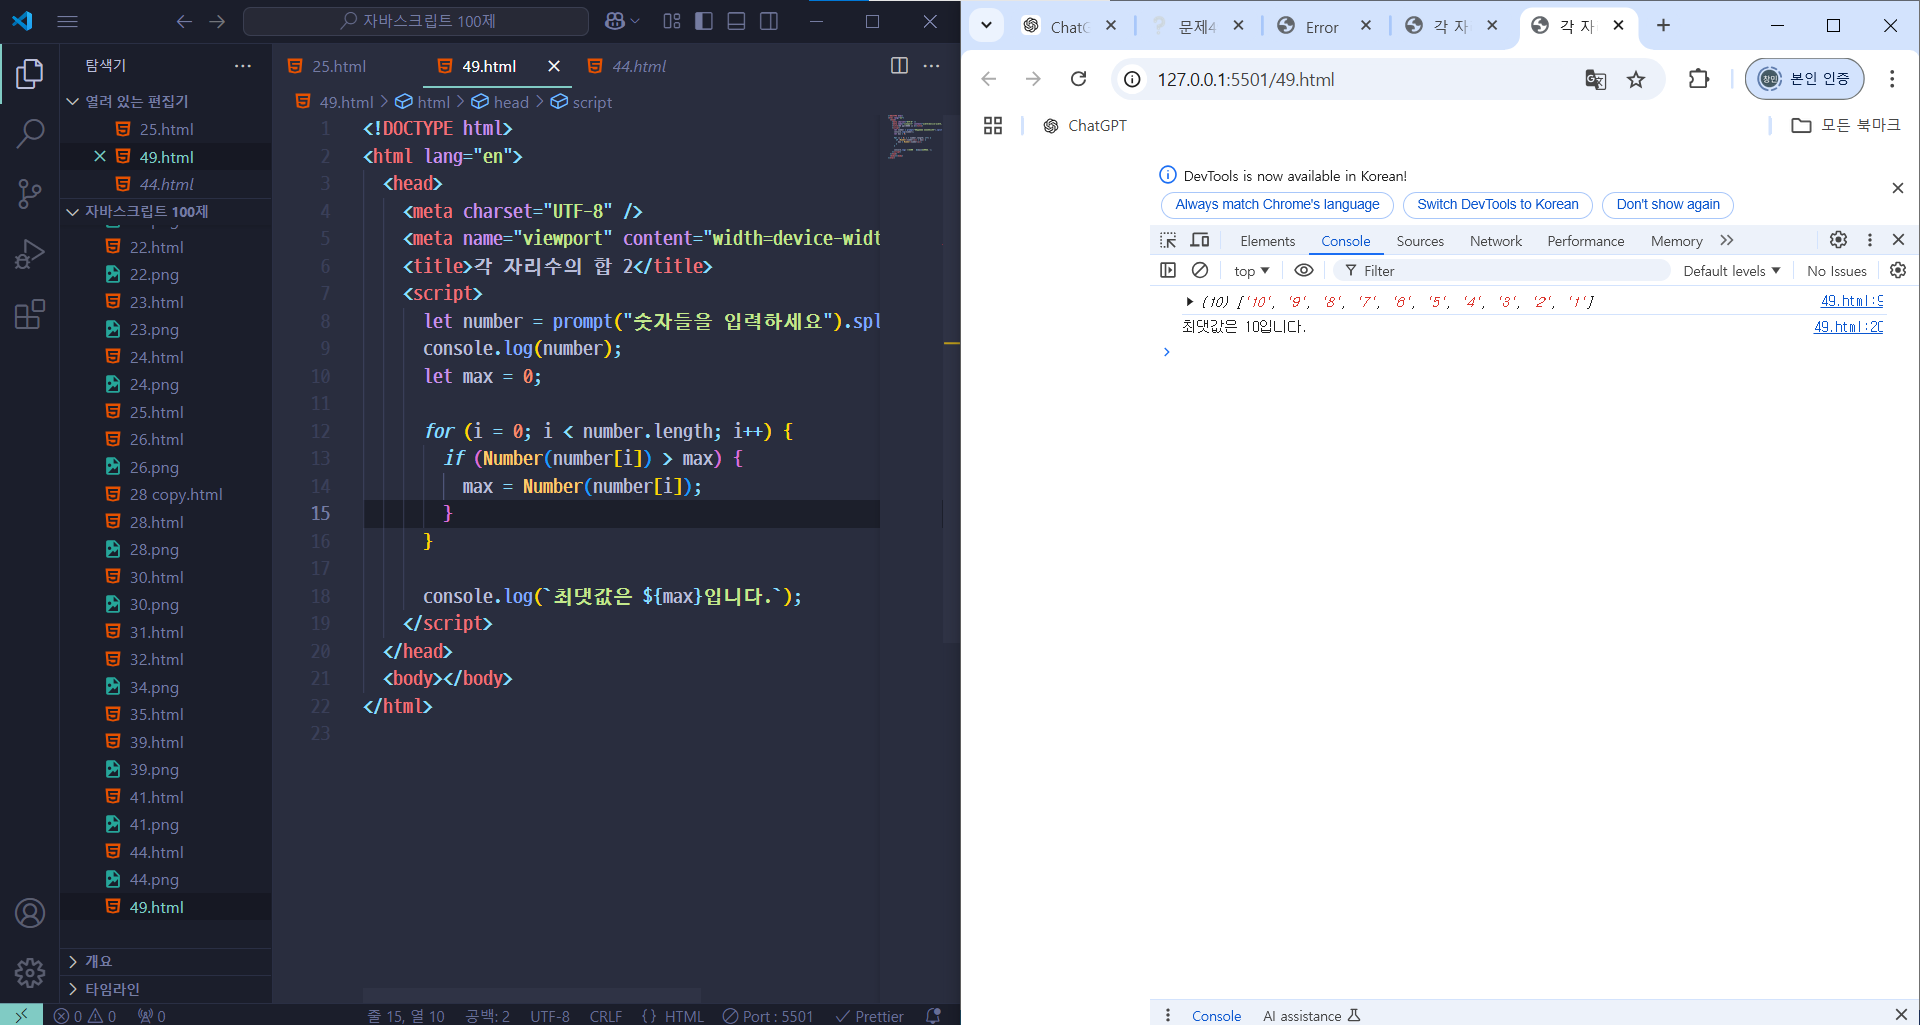 자바스크립트 100제
탐색기
열려 있는 편집기
25.html
49.html
44.html
자바스크립트 100제
22.html
22.png
23.html
23.png
24.html
24.png
25.html
26.html
26.png
28 copy.html
28.html
28.png
30.html
30.png
31.html
32.html
34.png
35.html
39.html
39.png
41.html
41.png
44.html
44.png
49.html
개요
타임라인
25.html
49.html
44.html
49.html > html > head > script
1 <!DOCTYPE html>
2 <html lang="en">
3 <head>
4 <meta charset="UTF-8" />
5 <meta name="viewport" content="width=device-widt
6 <title>각 자리수의 합 2</title>
7 <script>
8 let number = prompt("숫자들을 입력하세요").spl
9 console.log(number);
10 let max = 0;
11
12 for (i = 0; i < number.length; i++) {
13 if (Number(number[i]) > max) {
14 max = Number(number[i]);
15 }
16 }
17
18 console.log(`최댓값은 ${max}입니다.`);
19 </script>
20 </head>
21 <body></body>
22 </html>
23
0 0 0
줄 15, 열 10 공백: 2 UTF-8 CRLF {} HTML Port : 5501 Prettier
ChatG
문제4
Error
각 자
각 자
127.0.0.1:5501/49.html
창민 본인 인증
ChatGPT
모든 북마크
DevTools is now available in Korean!
Always match Chrome's language
Switch DevTools to Korean
Don't show again
Elements Console Sources Network Performance Memory
top Filter Default levels No Issues
(10) ['10', '9', '8', '7', '6', '5', '4', '3', '2', '1'] 49.html:9
최댓값은 10입니다. 49.html:20
Console AI assistance